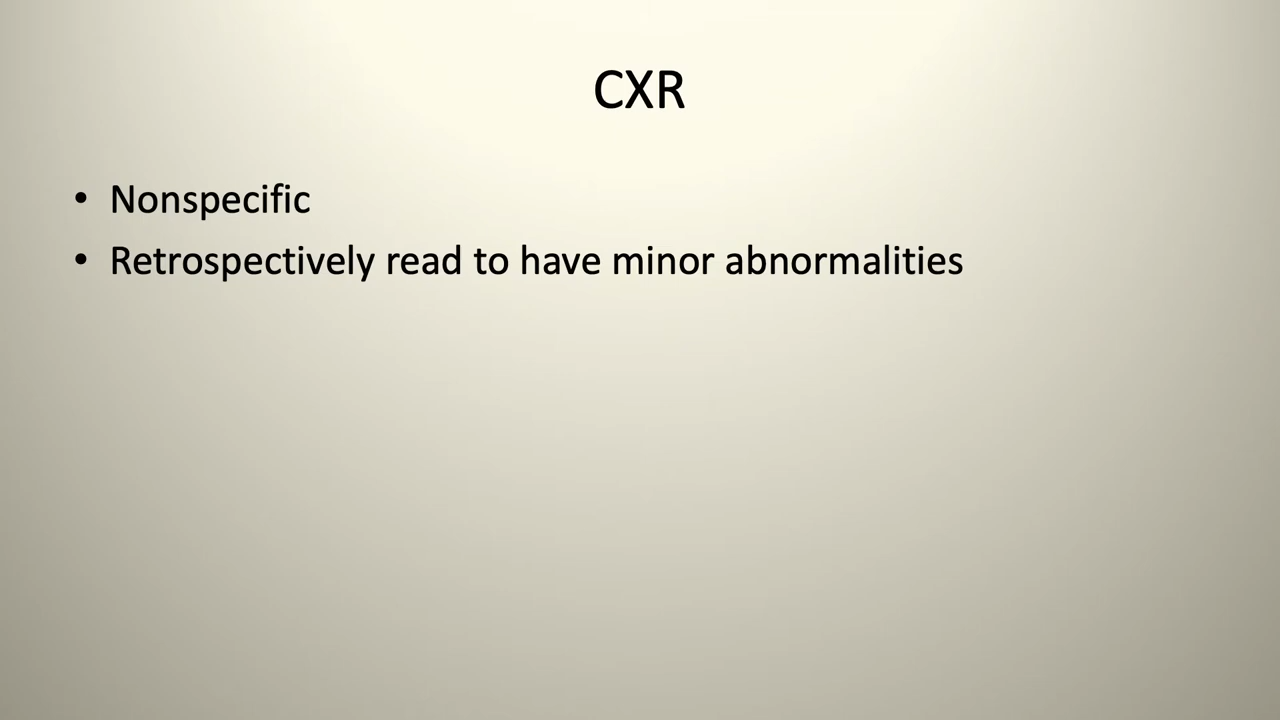 CXR
• Nonspecific
• Retrospectively read to have minor abnormalities